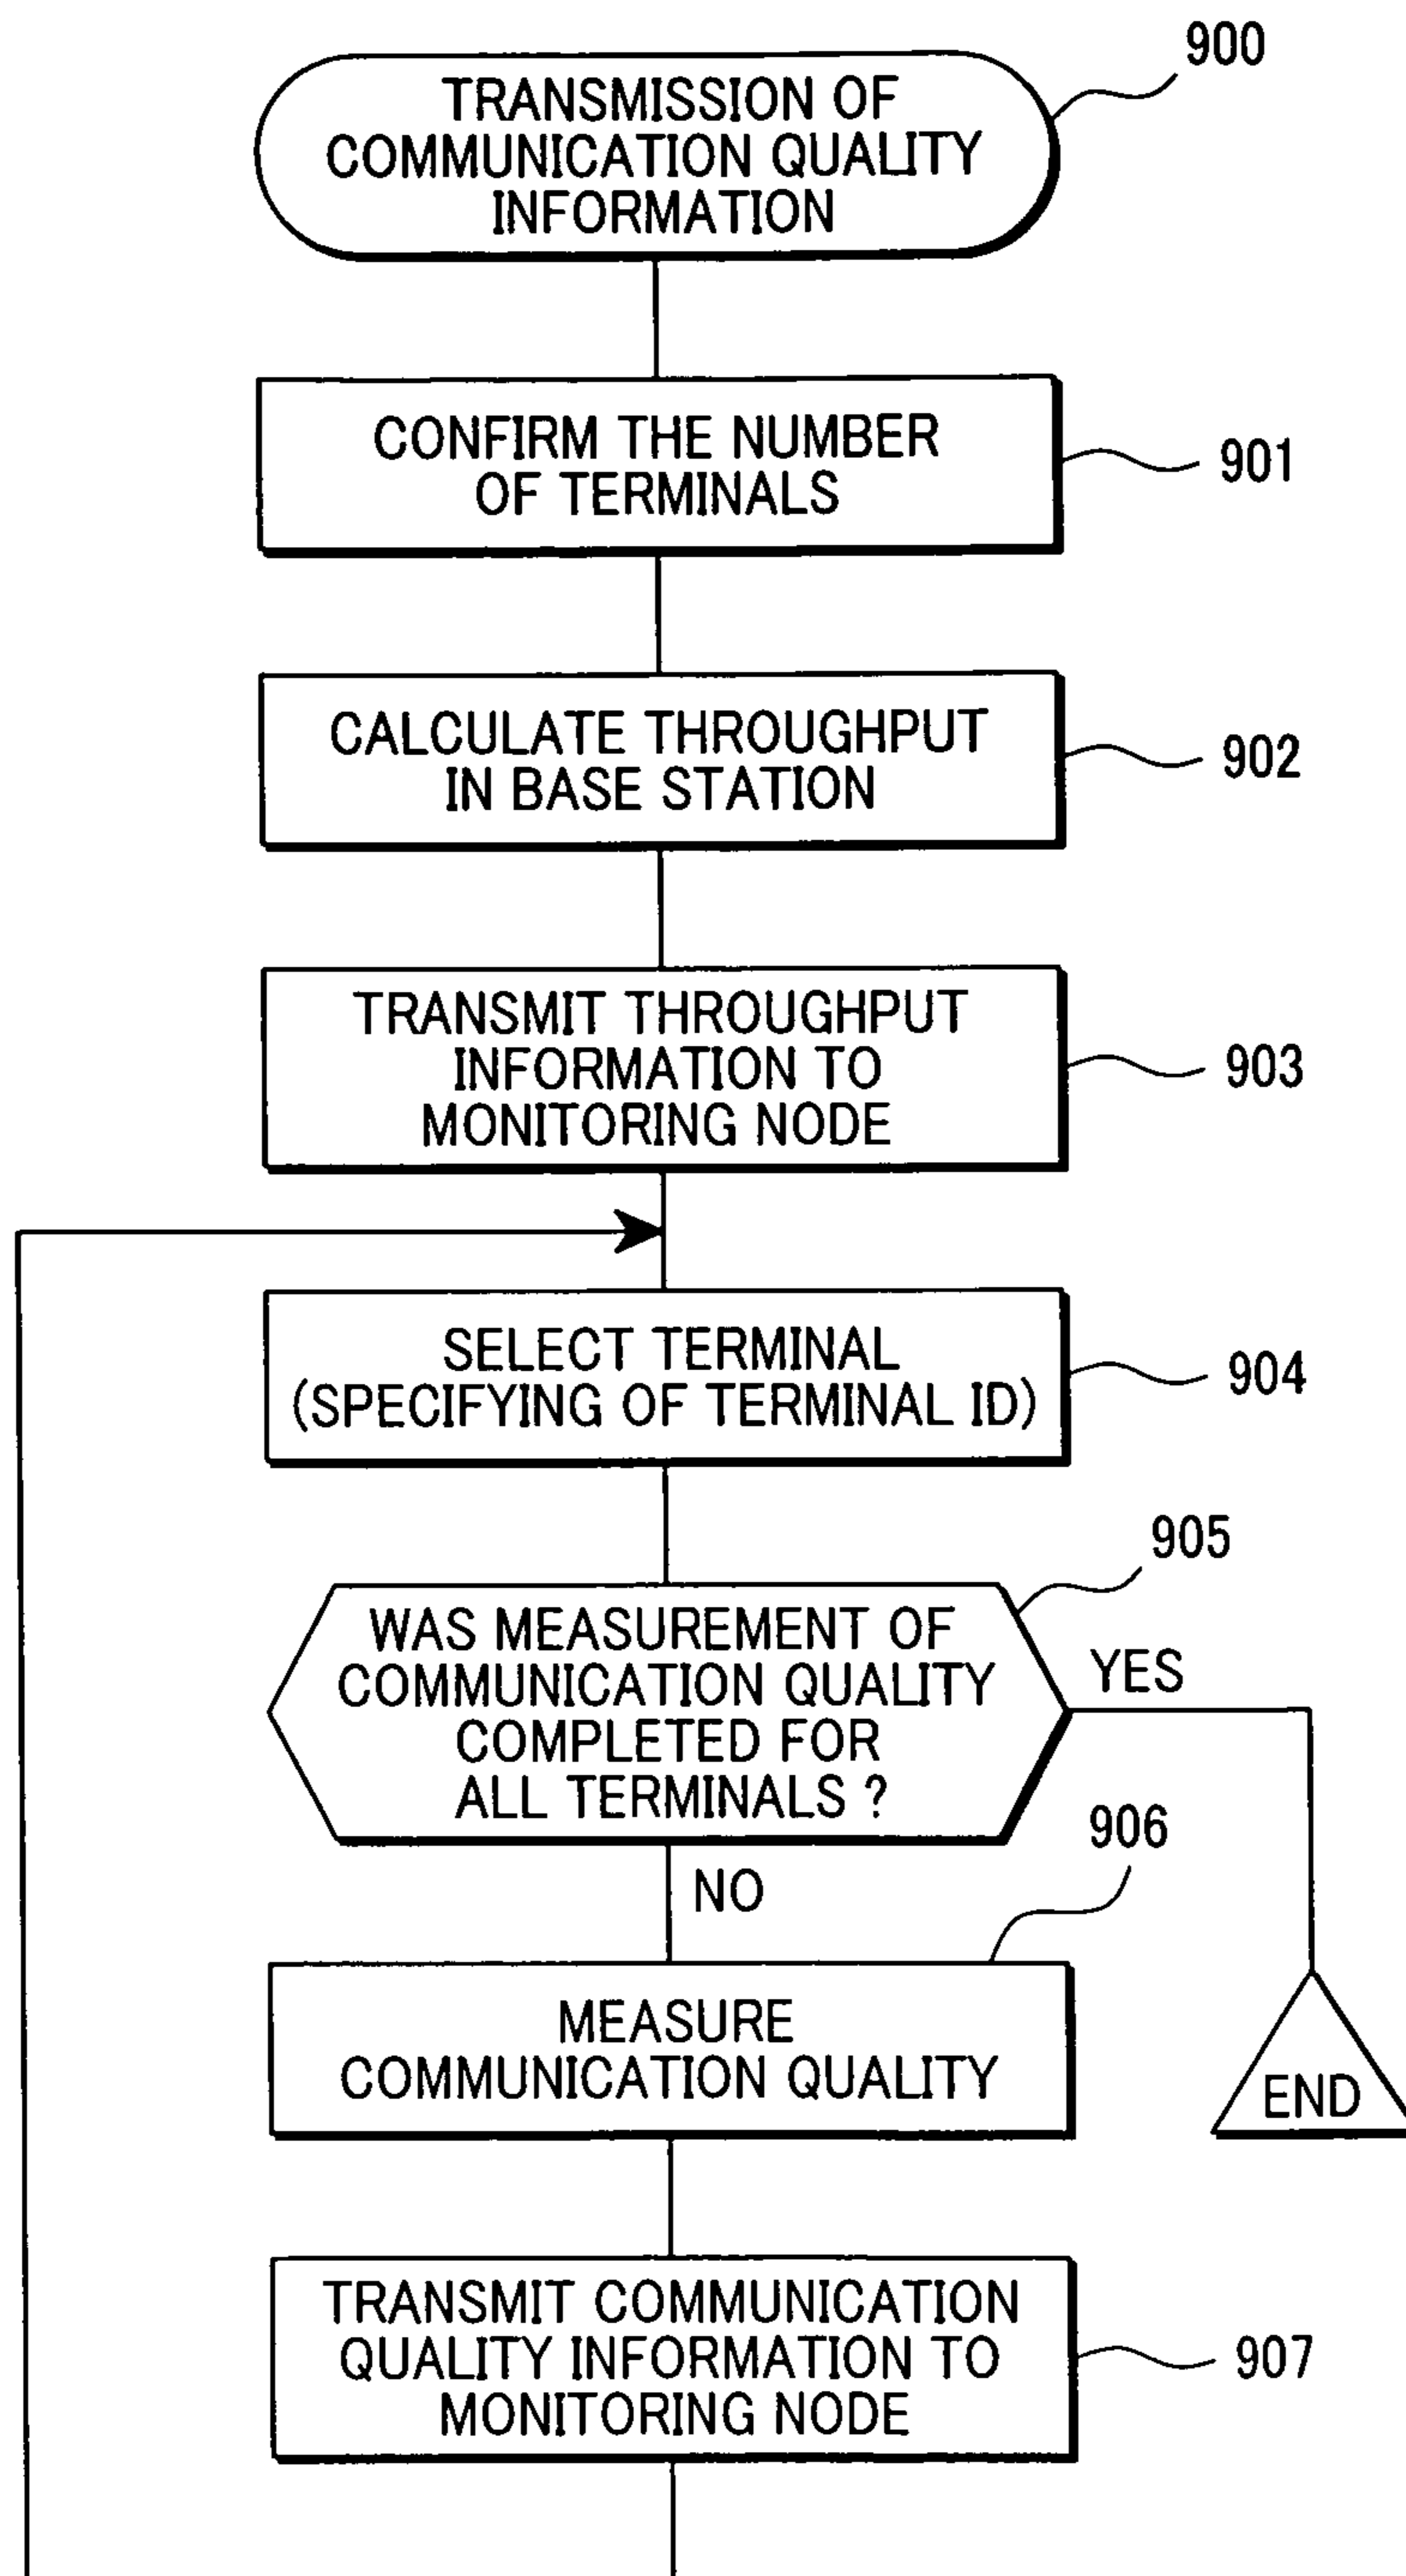 900
TRANSMISSION OF
COMMUNICATION QUALITY
INFORMATION
CONFIRM THE NUMBER
OF TERMINALS
901
CALCULATE THROUGHPUT
IN BASE STATION
902
TRANSMIT THROUGHPUT
INFORMATION TO
MONITORING NODE
903
SELECT TERMINAL
(SPECIFYING OF TERMINAL ID)
904
905
WAS MEASUREMENT OF
COMMUNICATION QUALITY
COMPLETED FOR
ALL TERMINALS ?
YES
NO
906
MEASURE
COMMUNICATION QUALITY
END
TRANSMIT COMMUNICATION
QUALITY INFORMATION TO
MONITORING NODE
907